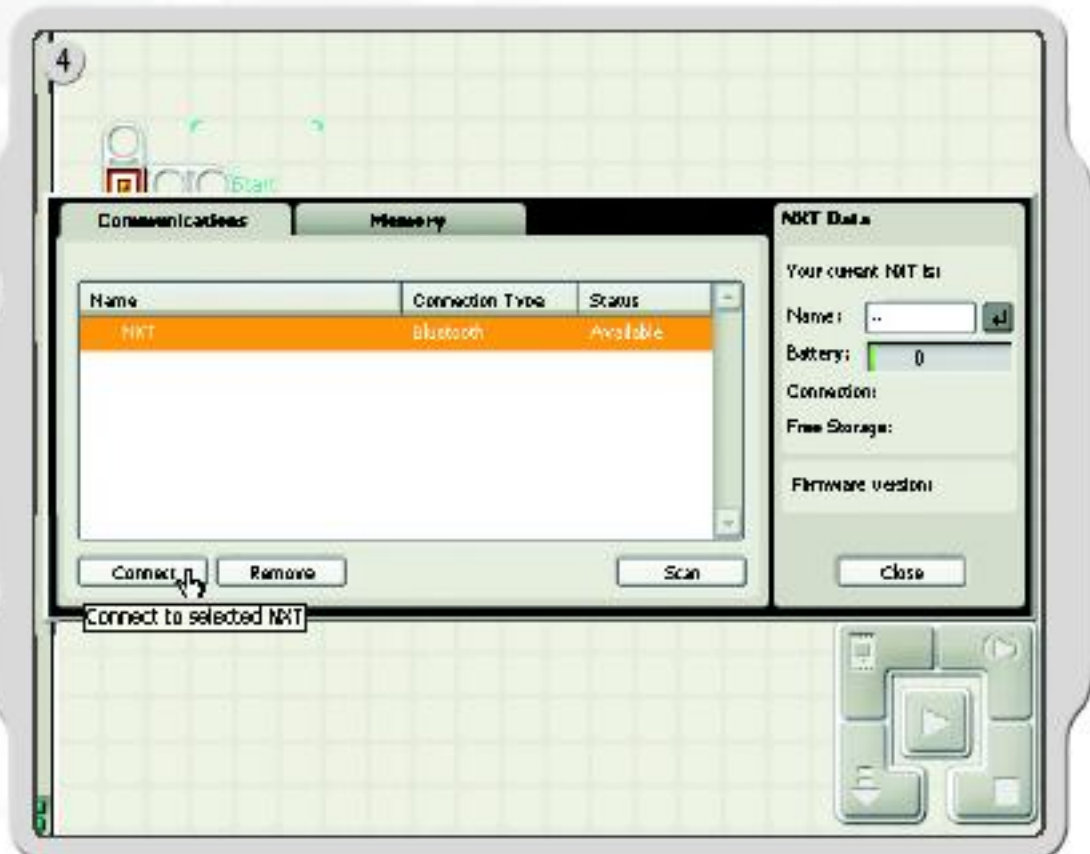 4
Start
Communications
Memory
Name
Connection Type
Status
NXT
Bluetooth
Available
Connect
Remove
Scan
Connect to selected NXT
NXT Data
Your current NXT is:
Name:
--
Battery:
0
Connection:
Free Storage:
Firmware version:
Close